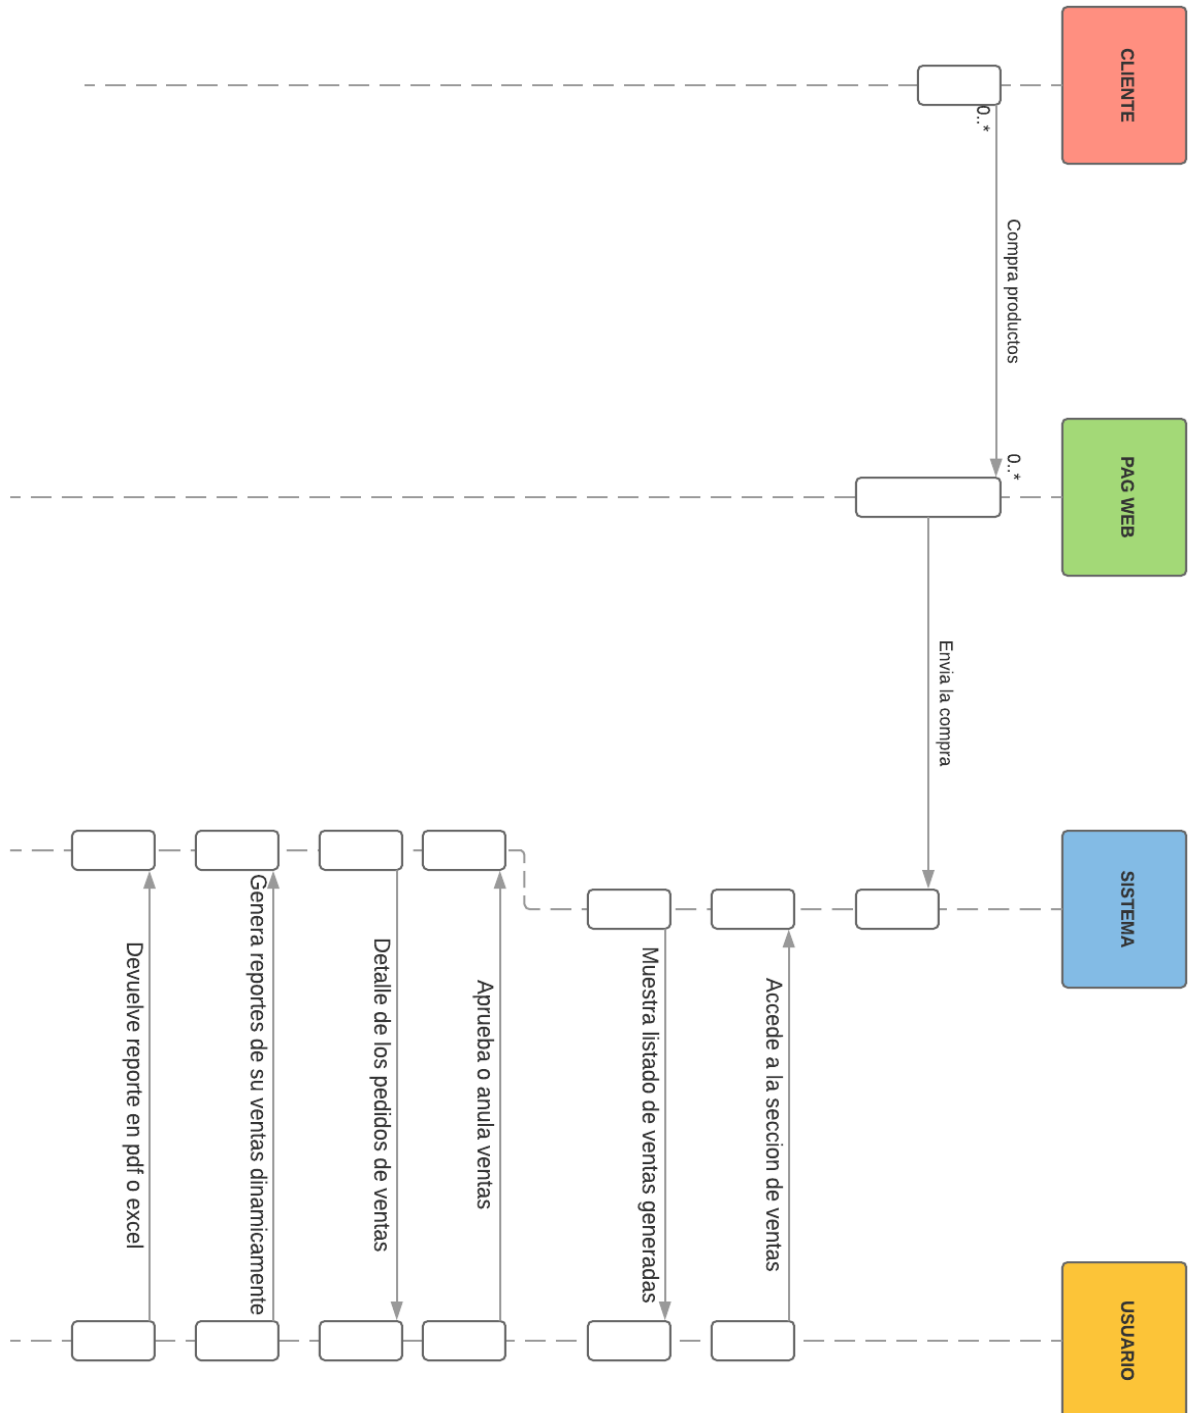 CLIENTE
PAG WEB
SISTEMA
USUARIO
0..*
Compra productos
0..*
Envia la compra
Accede a la seccion de ventas
Muestra listado de ventas generadas
Aprueba o anula ventas
Detalle de los pedidos de ventas
Genera reportes de su ventas dinamicamente
Devuelve reporte en pdf o excel